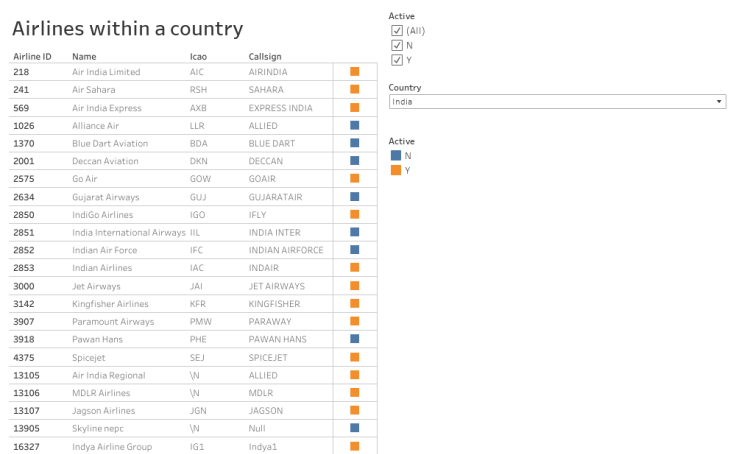 Airlines within a country
Airline ID Name Icao Callsign
218 Air India Limited AIC AIRINDIA
241 Air Sahara RSH SAHARA
569 Air India Express AXB EXPRESS INDIA
1026 Alliance Air LLR ALLIED
1370 Blue Dart Aviation BDA BLUE DART
2001 Deccan Aviation DKN DECCAN
2575 Go Air GOW GOAIR
2634 Gujarat Airways GUJ GUJARATAIR
2850 IndiGo Airlines IGO IFLY
2851 India International Airways IIL INDIA INTER
2852 Indian Air Force IFC INDIAN AIRFORCE
2853 Indian Airlines IAC INDAIR
3000 Jet Airways JAI JET AIRWAYS
3142 Kingfisher Airlines KFR KINGFISHER
3907 Paramount Airways PMW PARAWAY
3918 Pawan Hans PHE PAWAN HANS
4375 Spicejet SEJ SPICEJET
13105 Air India Regional \N ALLIED
13106 MDLR Airlines \N MDLR
13107 Jagson Airlines JGN JAGSON
13905 Skyline nepc \N Null
16327 Indya Airline Group IG1 Indya1
Active
(All)
N
Y
Country
India
Active
N
Y